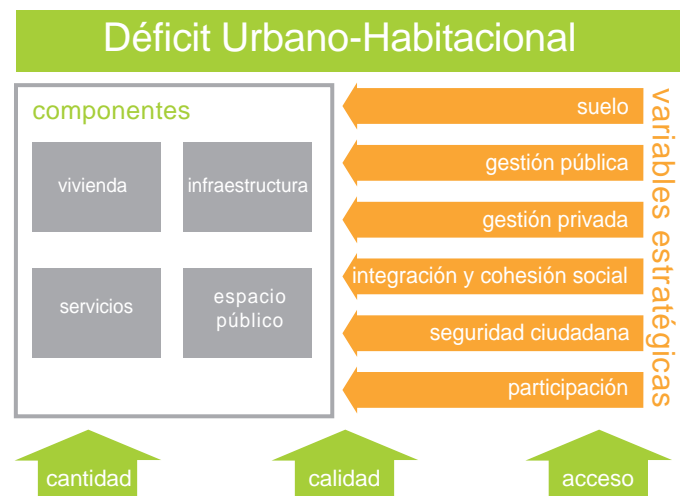 Déficit Urbano-Habitacional
componentes
vivienda
infraestructura
servicios
espacio
público
suelo
gestión pública
gestión privada
integración y cohesión social
seguridad ciudadana
participación
variables estratégicas
cantidad
calidad
acceso